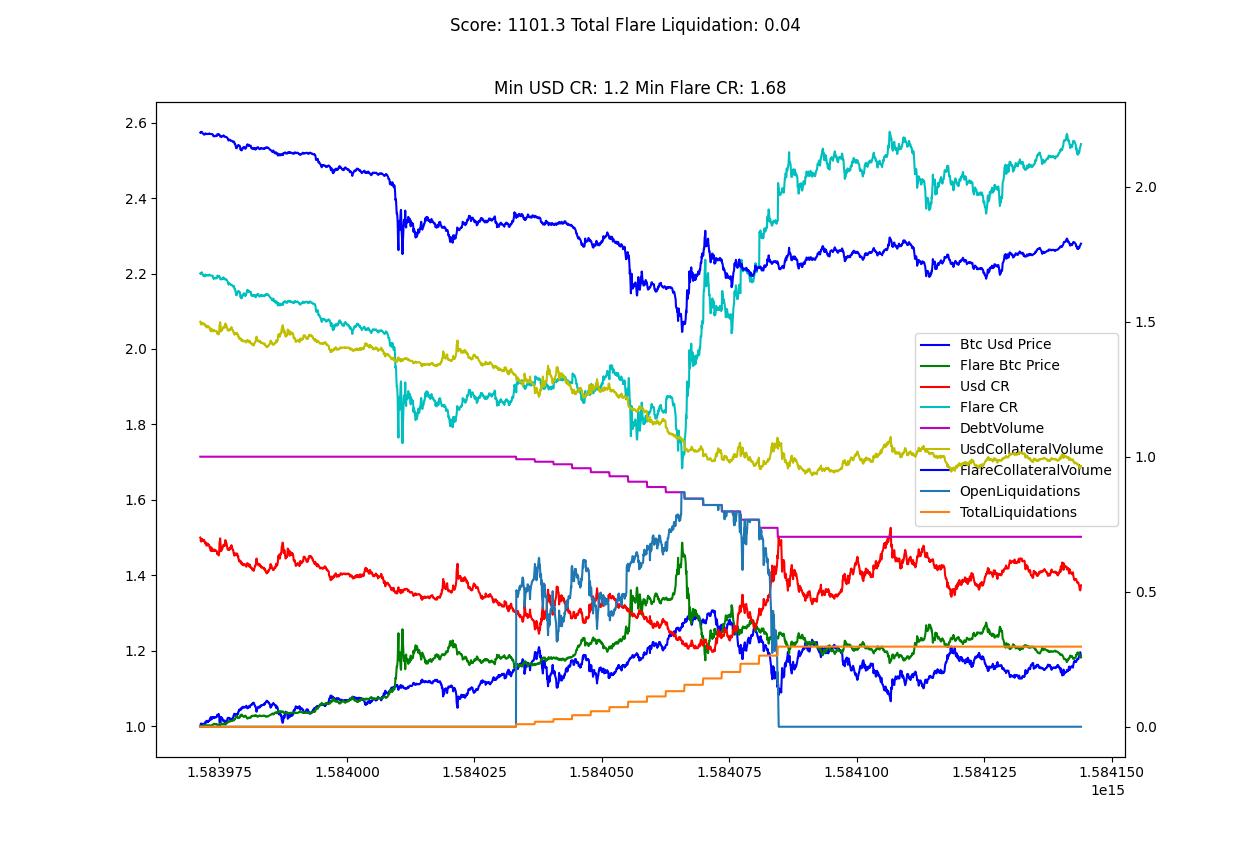 Score: 1101.3 Total Flare Liquidation: 0.04
Min USD CR: 1.2 Min Flare CR: 1.68
2.6
2.4
2.2
2.0
1.8
1.6
1.4
1.2
1.0
2.0
1.5
1.0
0.5
0.0
Btc Usd Price
Flare Btc Price
Usd CR
Flare CR
DebtVolume
UsdCollateralVolume
FlareCollateralVolume
OpenLiquidations
TotalLiquidations
1.583975 1.584000 1.584025 1.584050 1.584075 1.584100 1.584125 1.584150
1e15